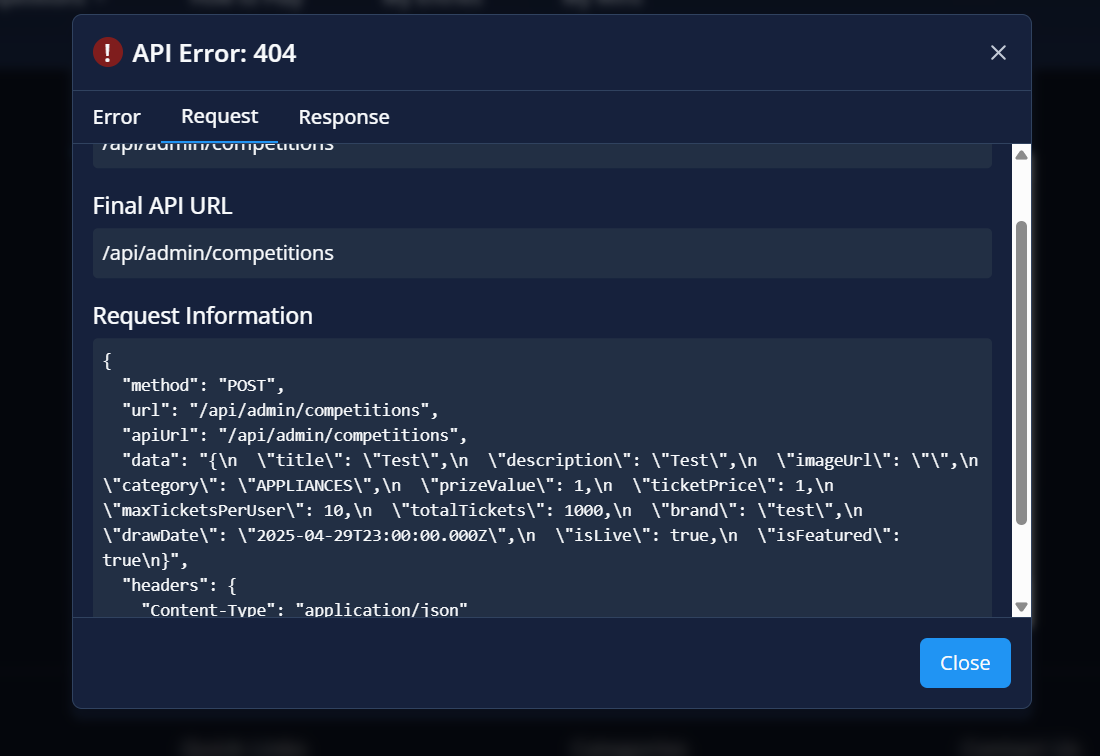 API Error: 404
Error
Request
Response
/api/admin/competitions
Final API URL
/api/admin/competitions
Request Information
{
  "method": "POST",
  "url": "/api/admin/competitions",
  "apiUrl": "/api/admin/competitions",
  "data": "{\n  \"title\": \"Test\",\n  \"description\": \"Test\",\n  \"imageUrl\": \"\",\n
\"category\": \"APPLIANCES\",\n  \"prizeValue\": 1,\n  \"ticketPrice\": 1,\n
\"maxTicketsPerUser\": 10,\n  \"totalTickets\": 1000,\n  \"brand\": \"test\",\n
\"drawDate\": \"2025-04-29T23:00:00.000Z\",\n  \"isLive\": true,\n  \"isFeatured\":
true\n}",
  "headers": {
    "Content-Type": "application/json"
Close